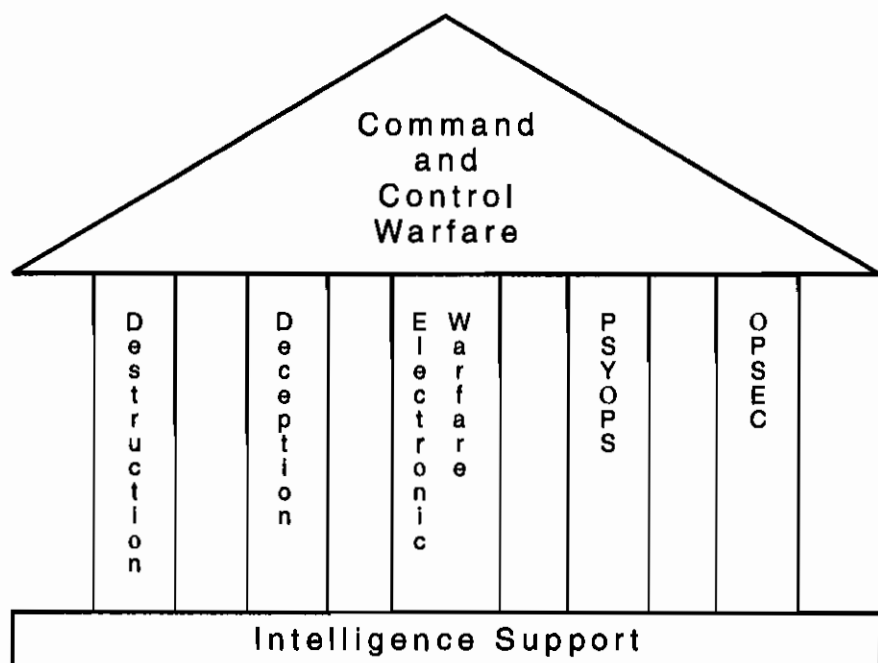 Command
and
Control
Warfare
Destruction
Deception
Electronic
Warfare
PSYOPS
OPSEC
Intelligence Support